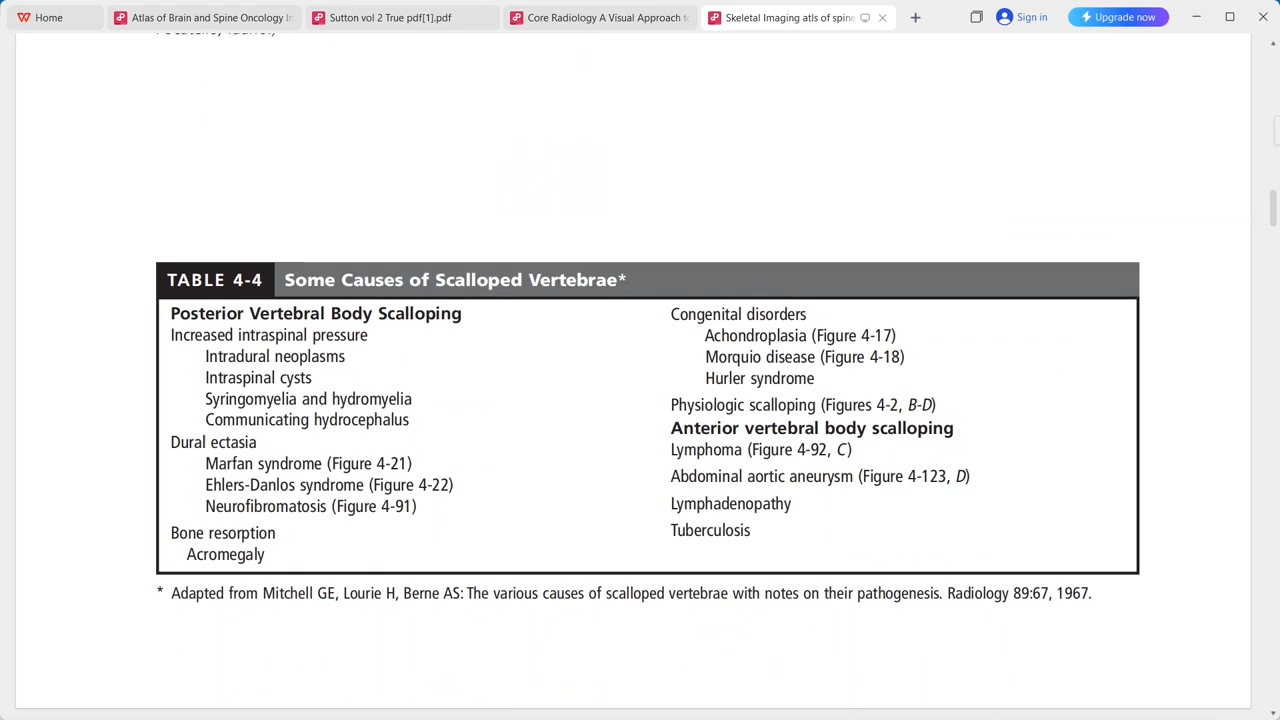 Home
Atlas of Brain and Spine Oncology I
Sutton vol 2 True pdf[1].pdf
Core Radiology A Visual Approach to
Skeletal Imaging atls of spine
Sign in
Upgrade now
TABLE 4-4 Some Causes of Scalloped Vertebrae*
Posterior Vertebral Body Scalloping
Increased intraspinal pressure
Intradural neoplasms
Intraspinal cysts
Syringomyelia and hydromyelia
Communicating hydrocephalus
Dural ectasia
Marfan syndrome (Figure 4-21)
Ehlers-Danlos syndrome (Figure 4-22)
Neurofibromatosis (Figure 4-91)
Bone resorption
Acromegaly
Congenital disorders
Achondroplasia (Figure 4-17)
Morquio disease (Figure 4-18)
Hurler syndrome
Physiologic scalloping (Figures 4-2, B-D)
Anterior vertebral body scalloping
Lymphoma (Figure 4-92, C)
Abdominal aortic aneurysm (Figure 4-123, D)
Lymphadenopathy
Tuberculosis
* Adapted from Mitchell GE, Lourie H, Berne AS: The various causes of scalloped vertebrae with notes on their pathogenesis. Radiology 89:67, 1967.